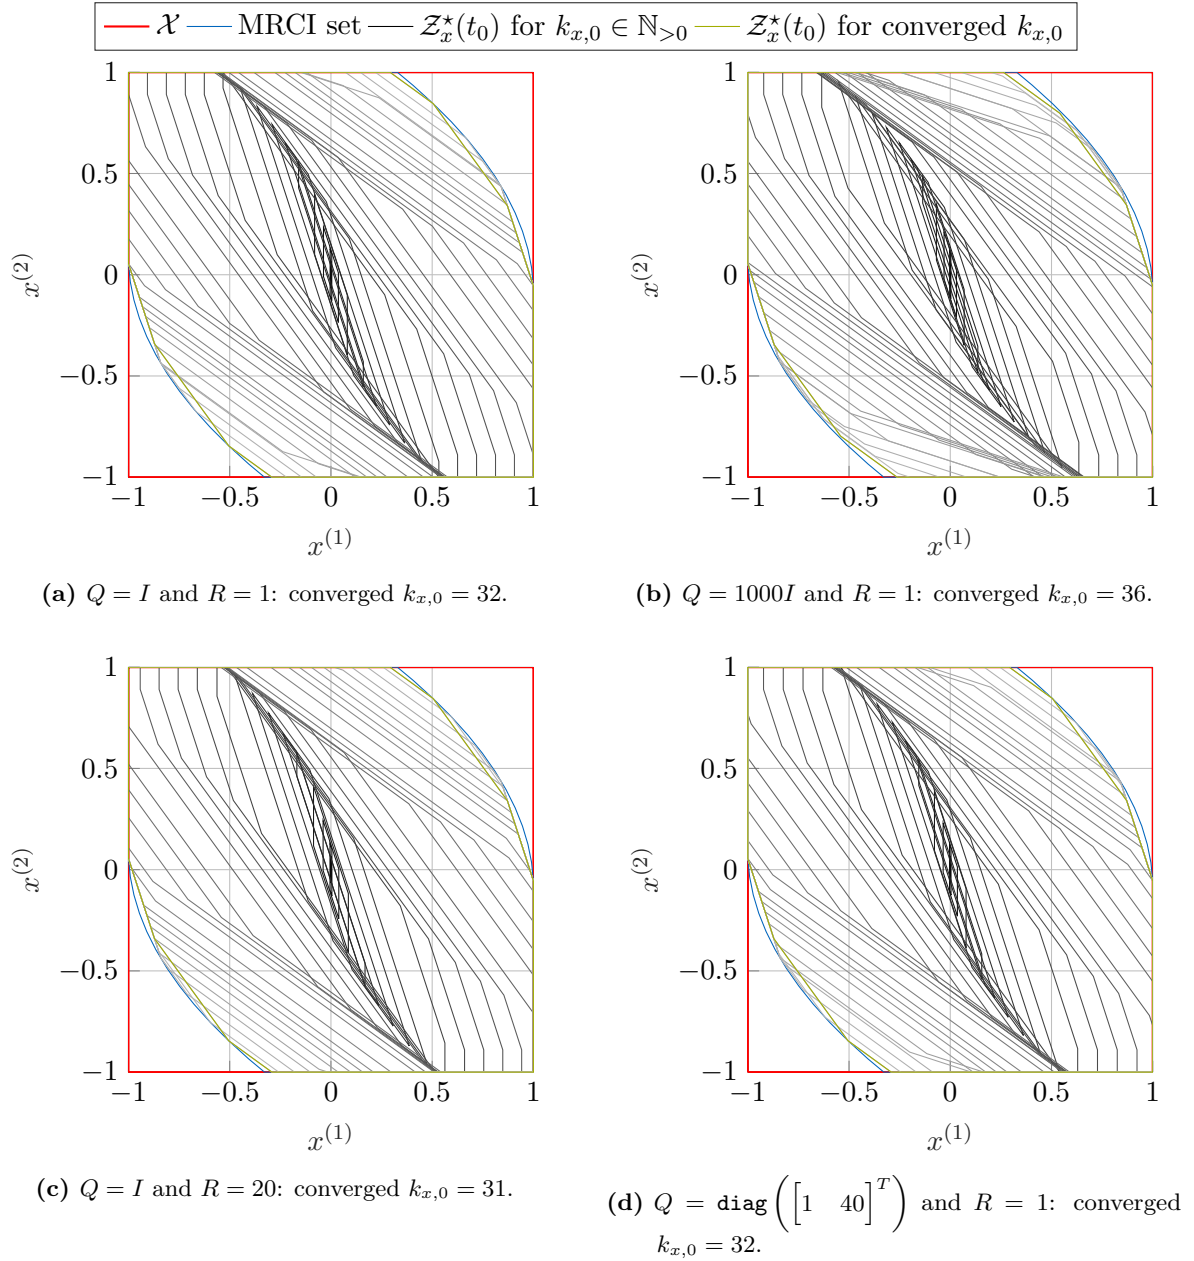 𝒳 MRCI set 𝒵ₓ⋆(t₀) for kₓ,₀ ∈ ℕ>0 𝒵ₓ⋆(t₀) for converged kₓ,₀
1 1
0.5 0.5
0 0
−0.5 −0.5
−1 −1
x⁽²⁾ x⁽²⁾
−1 −0.5 0 0.5 1 −1 −0.5 0 0.5 1
x⁽¹⁾ x⁽¹⁾
(a) Q = I and R = 1: converged kₓ,₀ = 32.
(b) Q = 1000I and R = 1: converged kₓ,₀ = 36.
1 1
0.5 0.5
0 0
−0.5 −0.5
−1 −1
x⁽²⁾ x⁽²⁾
−1 −0.5 0 0.5 1 −1 −0.5 0 0.5 1
x⁽¹⁾ x⁽¹⁾
(c) Q = I and R = 20: converged kₓ,₀ = 31.
(d) Q = diag([1 40]ᵀ) and R = 1: converged
kₓ,₀ = 32.